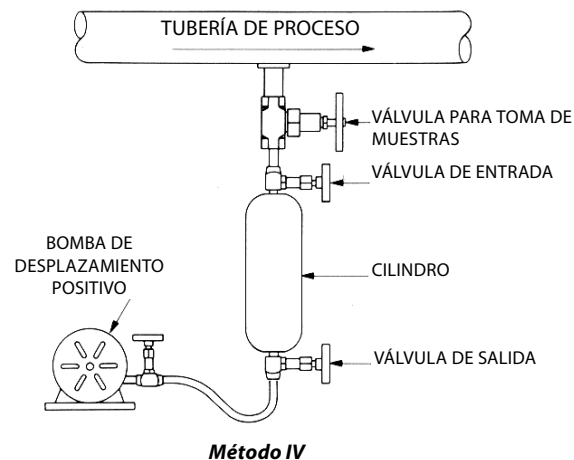 TUBERÍA DE PROCESO
VÁLVULA PARA TOMA DE
MUESTRAS
VÁLVULA DE ENTRADA
BOMBA DE
DESPLAZAMIENTO
POSITIVO
CILINDRO
VÁLVULA DE SALIDA
Método IV